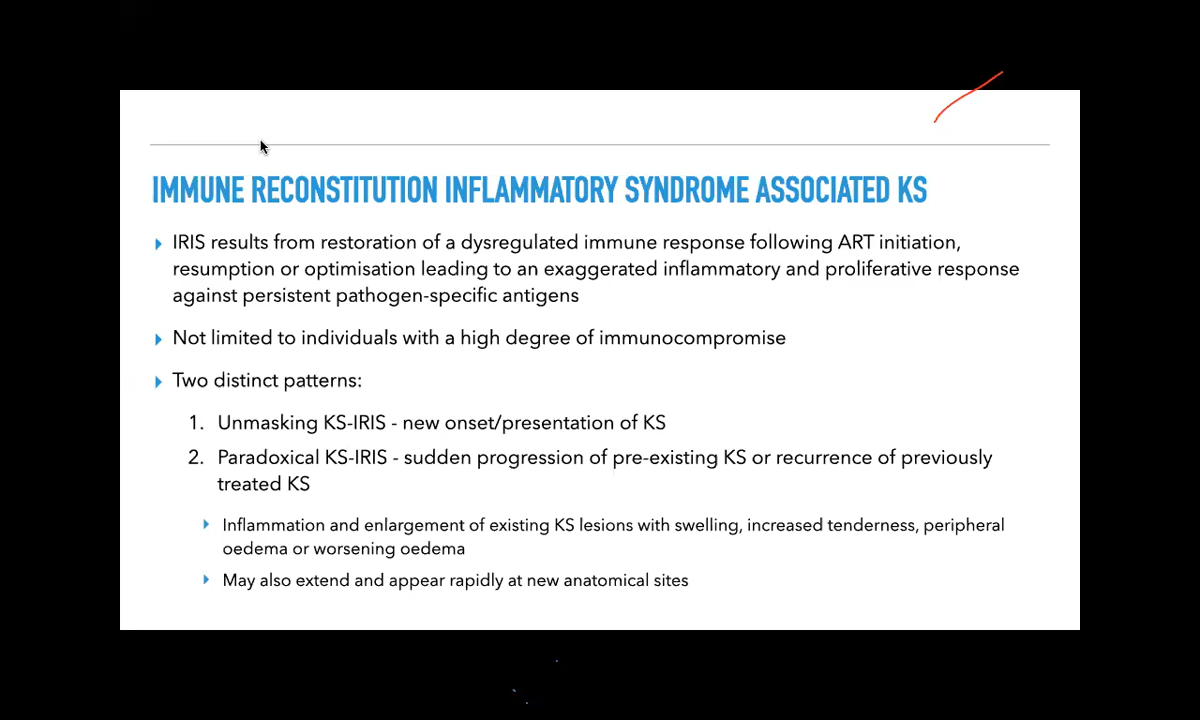 IMMUNE RECONSTITUTION INFLAMMATORY SYNDROME ASSOCIATED KS
IRIS results from restoration of a dysregulated immune response following ART initiation,
resumption or optimisation leading to an exaggerated inflammatory and proliferative response
against persistent pathogen-specific antigens
Not limited to individuals with a high degree of immunocompromise
Two distinct patterns:
1. Unmasking KS-IRIS - new onset/presentation of KS
2. Paradoxical KS-IRIS - sudden progression of pre-existing KS or recurrence of previously
treated KS
Inflammation and enlargement of existing KS lesions with swelling, increased tenderness, peripheral
oedema or worsening oedema
May also extend and appear rapidly at new anatomical sites